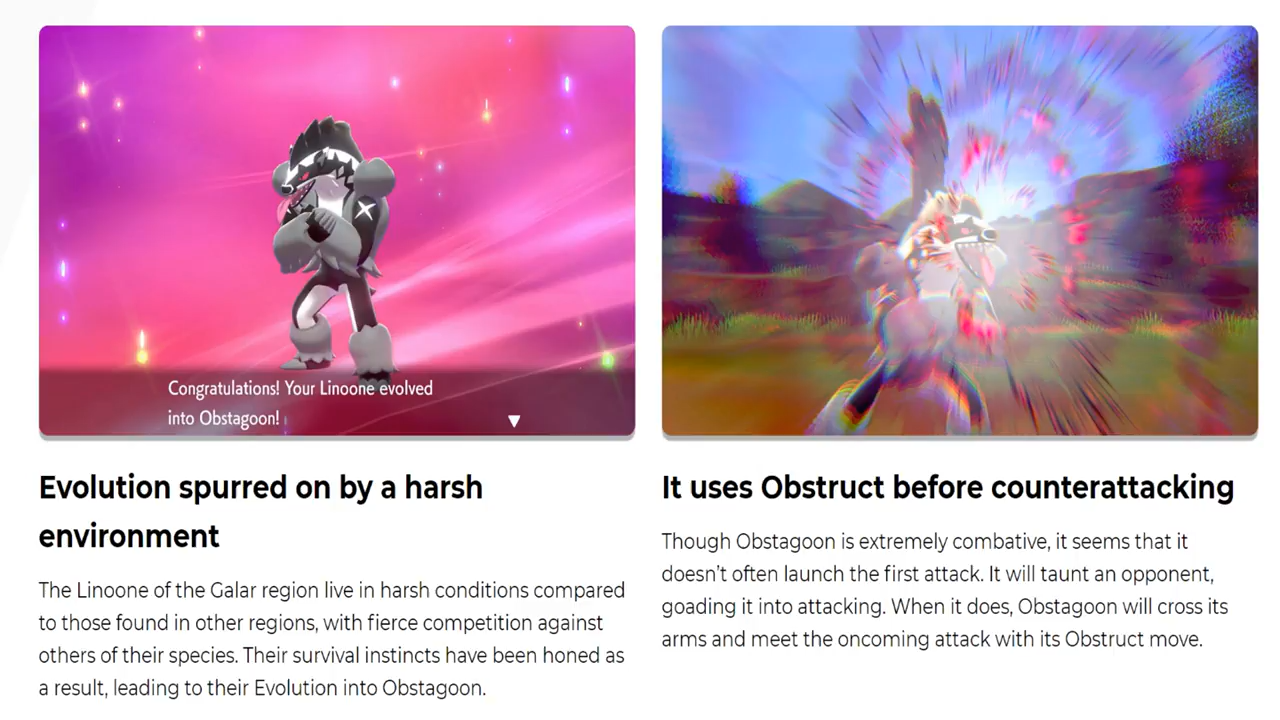 Congratulations! Your Linoone evolved
into Obstagoon!
Evolution spurred on by a harsh
environment
The Linoone of the Galar region live in harsh conditions compared
to those found in other regions, with fierce competition against
others of their species. Their survival instincts have been honed as
a result, leading to their Evolution into Obstagoon.
It uses Obstruct before counterattacking
Though Obstagoon is extremely combative, it seems that it
doesn’t often launch the first attack. It will taunt an opponent,
goading it into attacking. When it does, Obstagoon will cross its
arms and meet the oncoming attack with its Obstruct move.